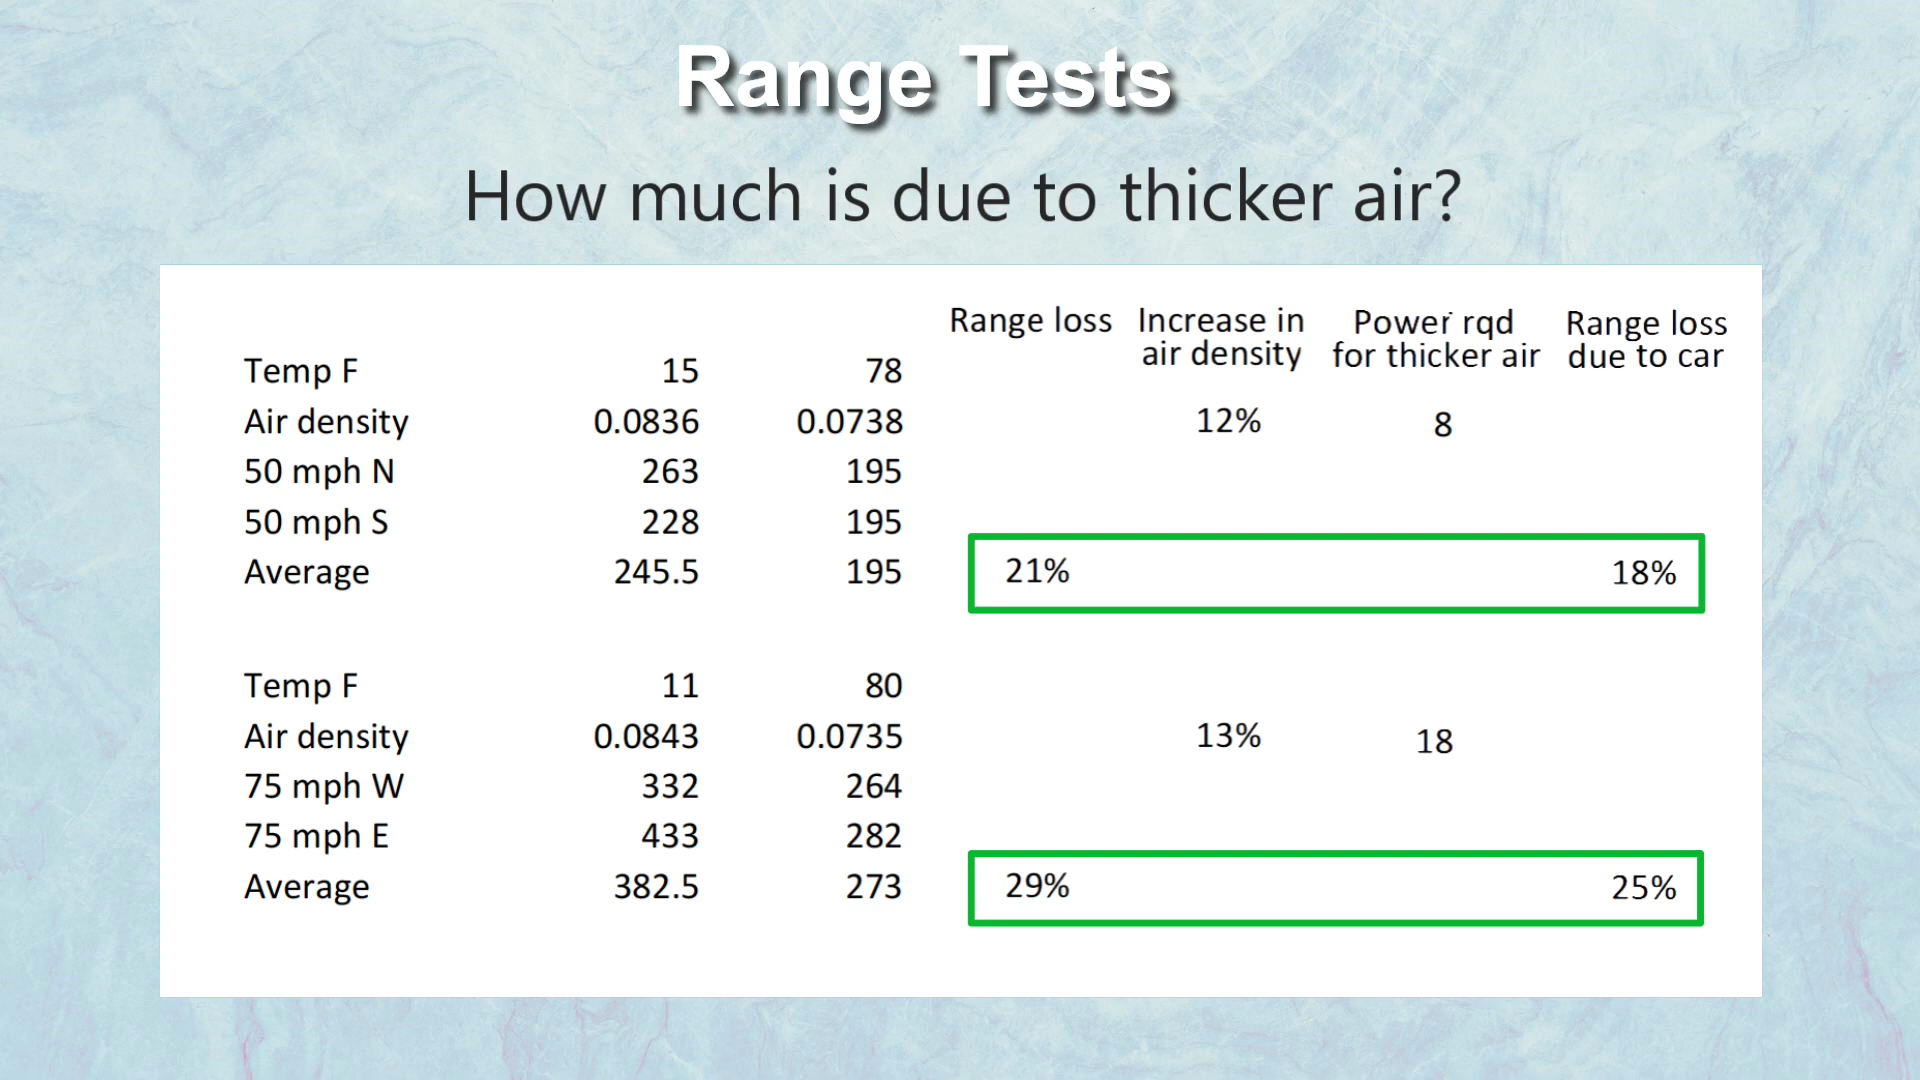 Range Tests
How much is due to thicker air?
Range loss Increase in air density Power rqd for thicker air Range loss due to car
Temp F 15 78
Air density 0.0836 0.0738 12% 8
50 mph N 263 195
50 mph S 228 195
Average 245.5 195 21% 18%
Temp F 11 80
Air density 0.0843 0.0735 13% 18
75 mph W 332 264
75 mph E 433 282
Average 382.5 273 29% 25%